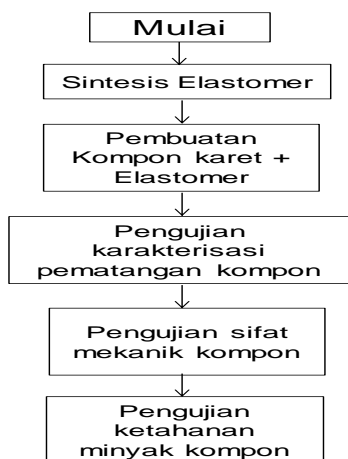 Mulai
Sintesis Elastomer
Pembuatan
Kompon karet +
Elastomer
Pengujian
karakterisasi
pematangan kompon
Pengujian sifat
mekanik kompon
Pengujian
ketahanan
minyak kompon